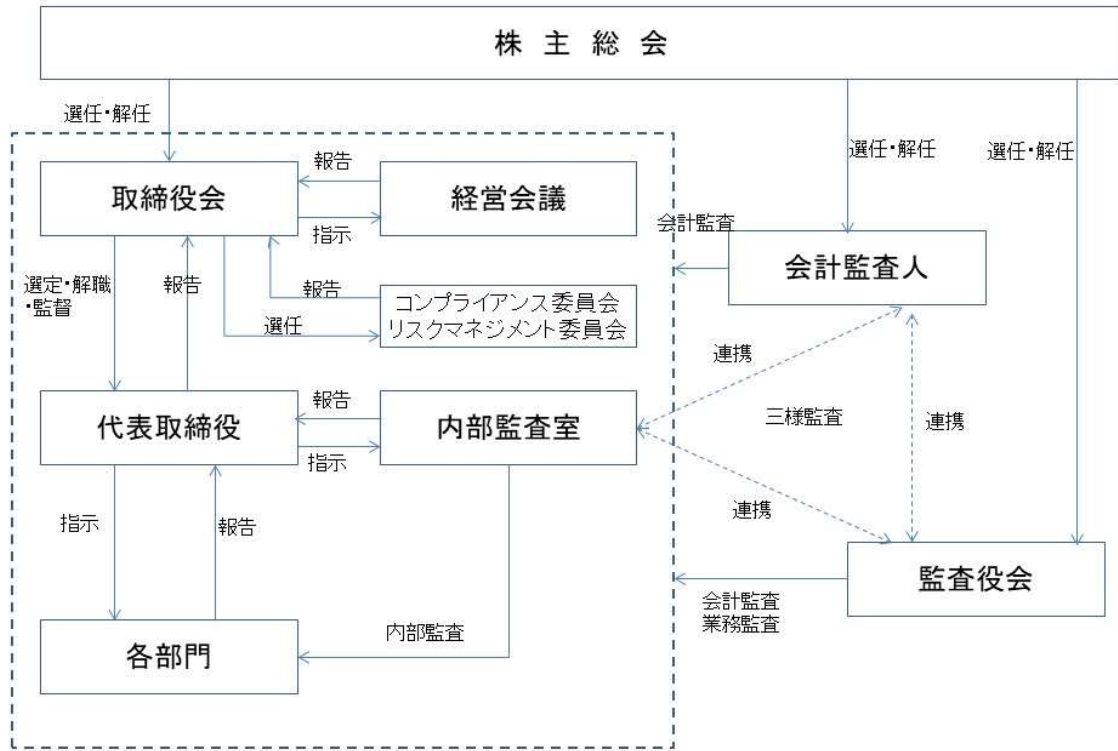 株主総会
選任・解任
選任・解任
選任・解任
取締役会
報告
指示
経営会議
会計監査
会計監査人
選定・解職
・監督
報告
報告
選任
コンプライアンス委員会
リスクマネジメント委員会
連携
三様監査
連携
代表取締役
報告
指示
内部監査室
連携
指示
報告
監査役会
会計監査
業務監査
内部監査
各部門